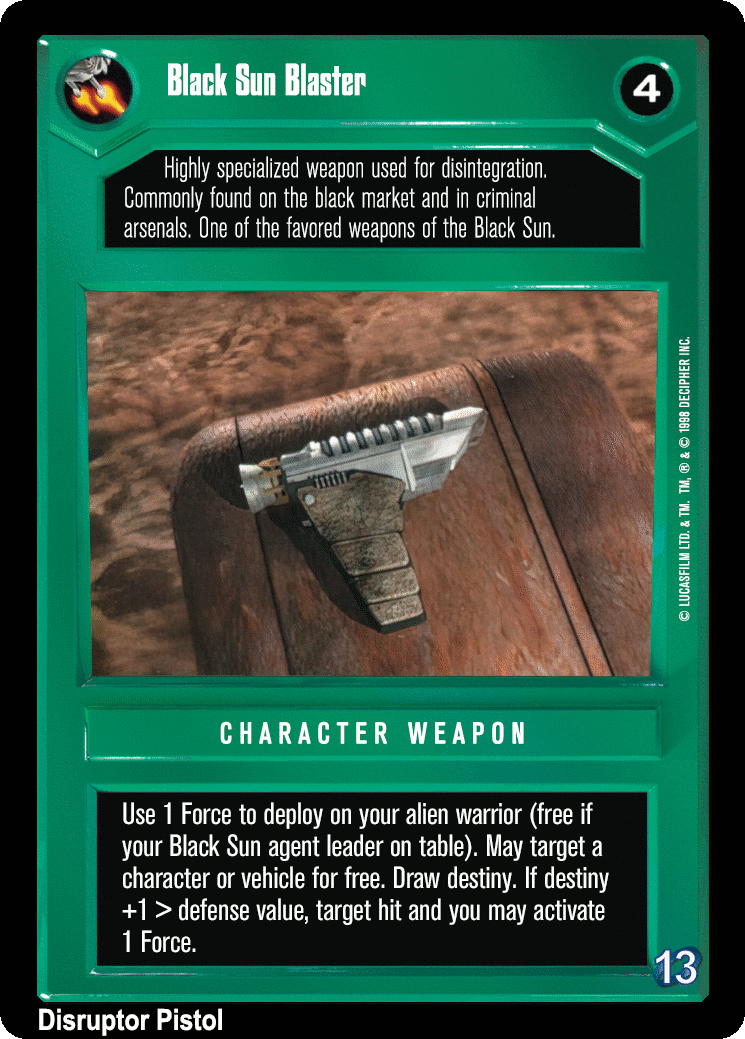 Black Sun Blaster
4
Highly specialized weapon used for disintegration.
Commonly found on the black market and in criminal
arsenals. One of the favored weapons of the Black Sun.
© LUCASFILM LTD. & TM. TM, ® & © 1998 DECIPHER INC.
CHARACTER WEAPON
Use 1 Force to deploy on your alien warrior (free if
your Black Sun agent leader on table). May target a
character or vehicle for free. Draw destiny. If destiny
+1 > defense value, target hit and you may activate
1 Force.
13
Disruptor Pistol